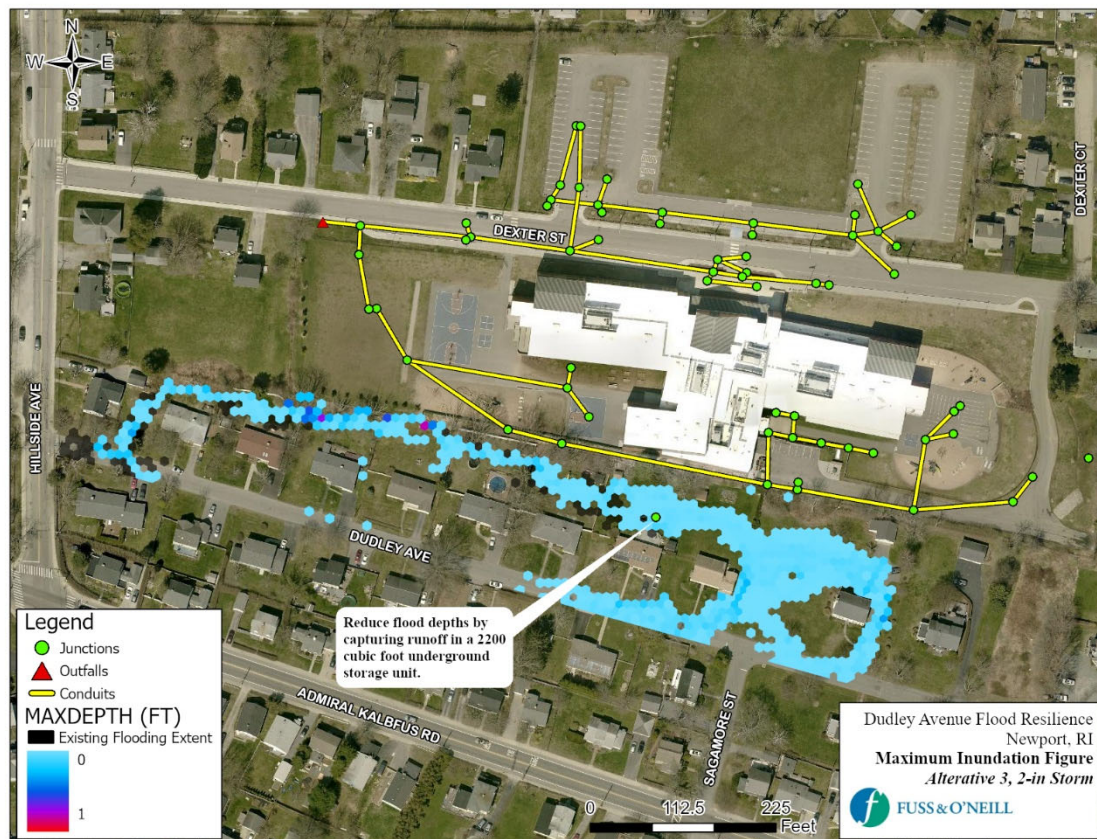 N
W
E
S
HILLSIDE AVE
DEXTER ST
DEXTER CT
DUDLEY AVE
Reduce flood depths by
capturing runoff in a 2200
cubic foot underground
storage unit.
ADMIRAL KALBFUS RD
SAGAMORE ST
Legend
Junctions
Outfalls
Conduits
MAXDEPTH (FT)
Existing Flooding Extent
0
1
0 112.5 225
Feet
Dudley Avenue Flood Resilience
Newport, RI
Maximum Inundation Figure
Alterative 3, 2-in Storm
f FUSS & O'NEILL